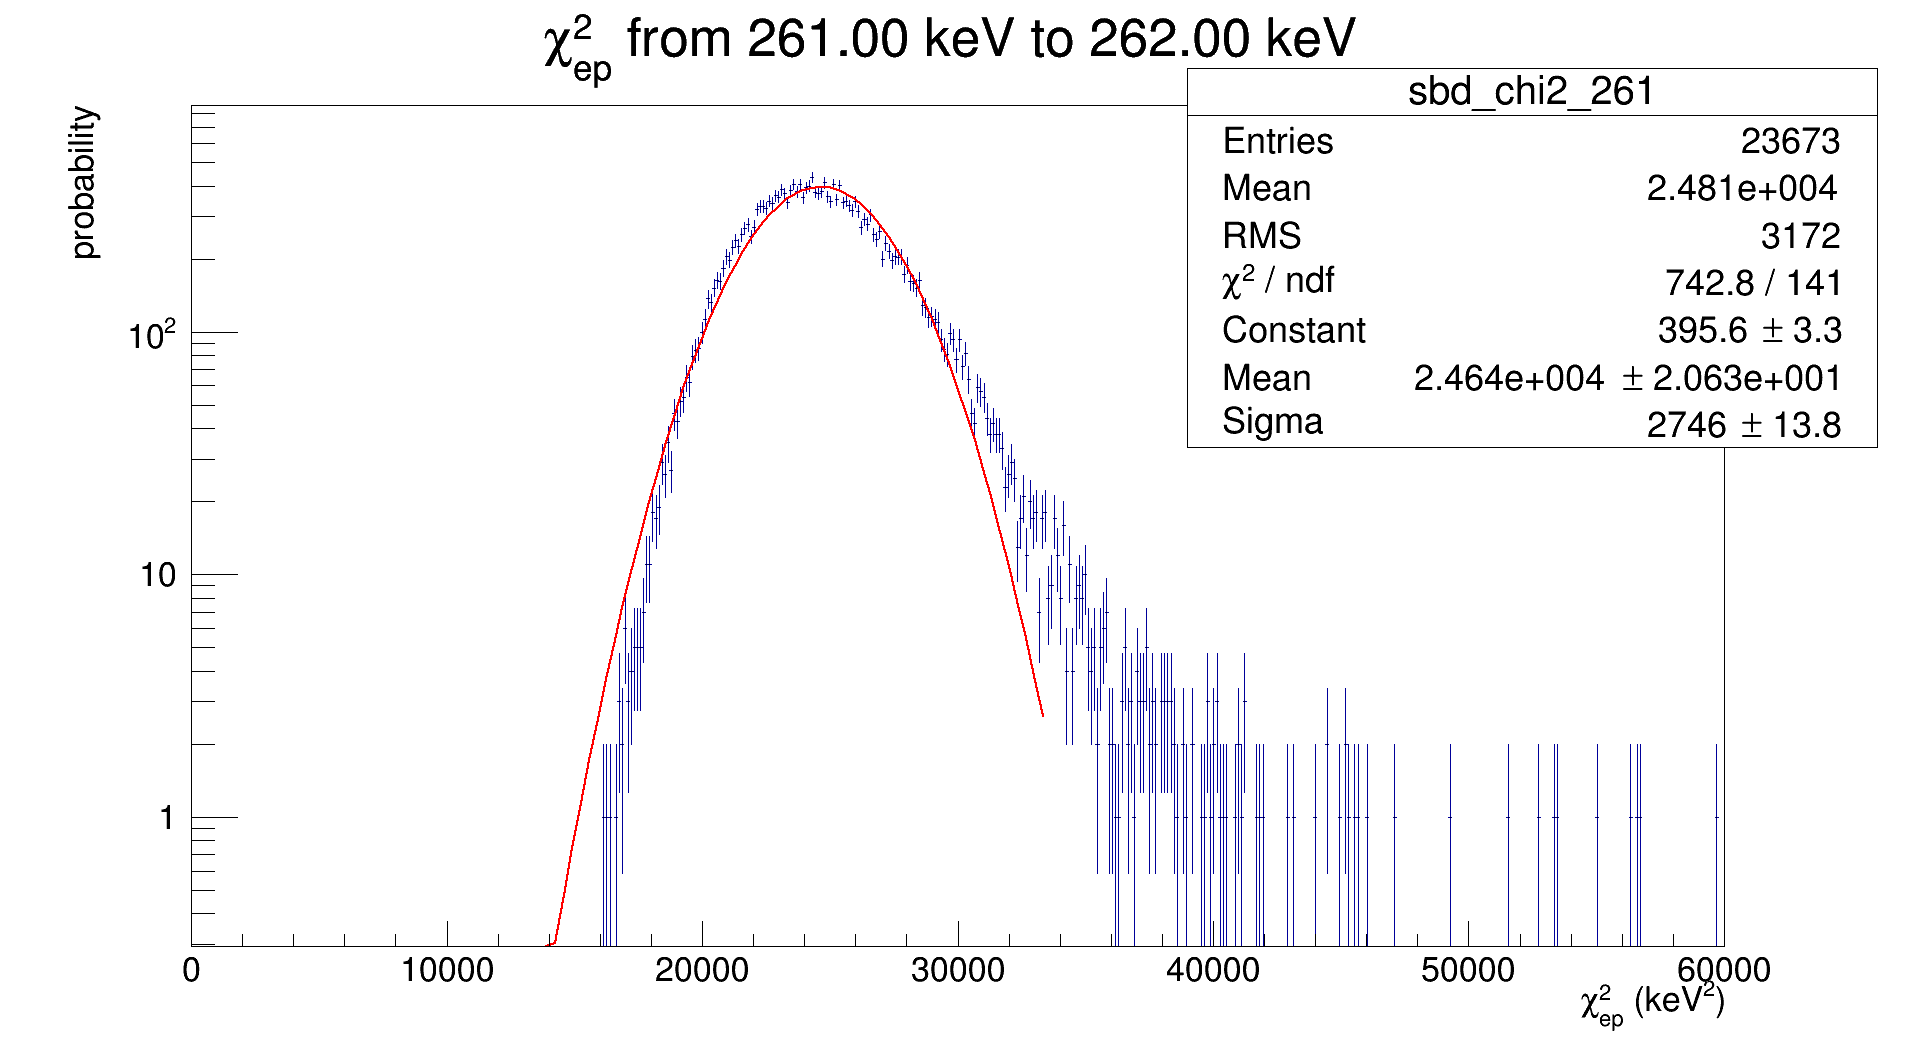 χ²ep from 261.00 keV to 262.00 keV
sbd_chi2_261
Entries 23673
Mean 2.481e+004
RMS 3172
χ² / ndf 742.8 / 141
Constant 395.6 ± 3.3
Mean 2.464e+004 ± 2.063e+001
Sigma 2746 ± 13.8
probability
10²
10
1
0 10000 20000 30000 40000 50000 60000
χ²ep (keV²)